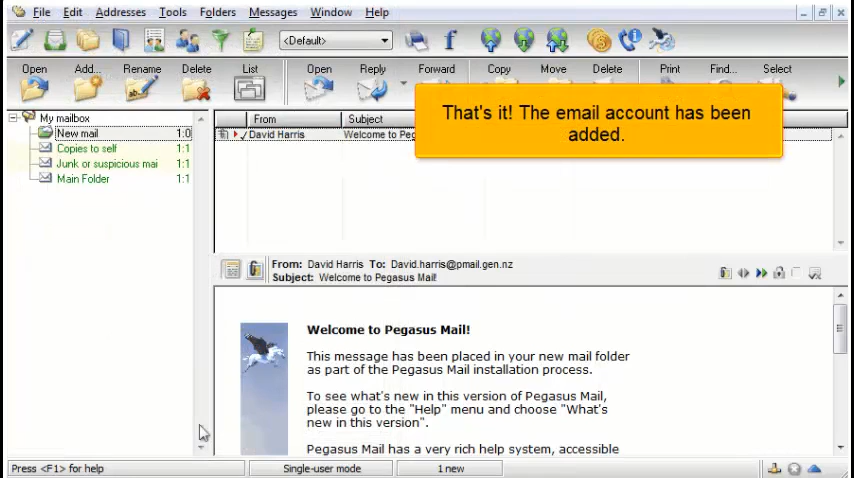 File Edit Addresses Tools Folders Messages Window Help
<Default>
Open Add... Rename Delete List Open Reply Forward Copy Move Delete Print Find... Select
My mailbox
New mail 1:0
Copies to self 1:1
Junk or suspicious mai 1:1
Main Folder 1:1
From Subject
David Harris Welcome to Peg
That's it! The email account has been
added.
From: David Harris To: David.harris@pmail.gen.nz
Subject: Welcome to Pegasus Mail!
Welcome to Pegasus Mail!
This message has been placed in your new mail folder
as part of the Pegasus Mail installation process.
To see what's new in this version of Pegasus Mail,
please go to the "Help" menu and choose "What's
new in this version".
Pegasus Mail has a very rich help system, accessible
Press <F1> for help Single-user mode 1 new